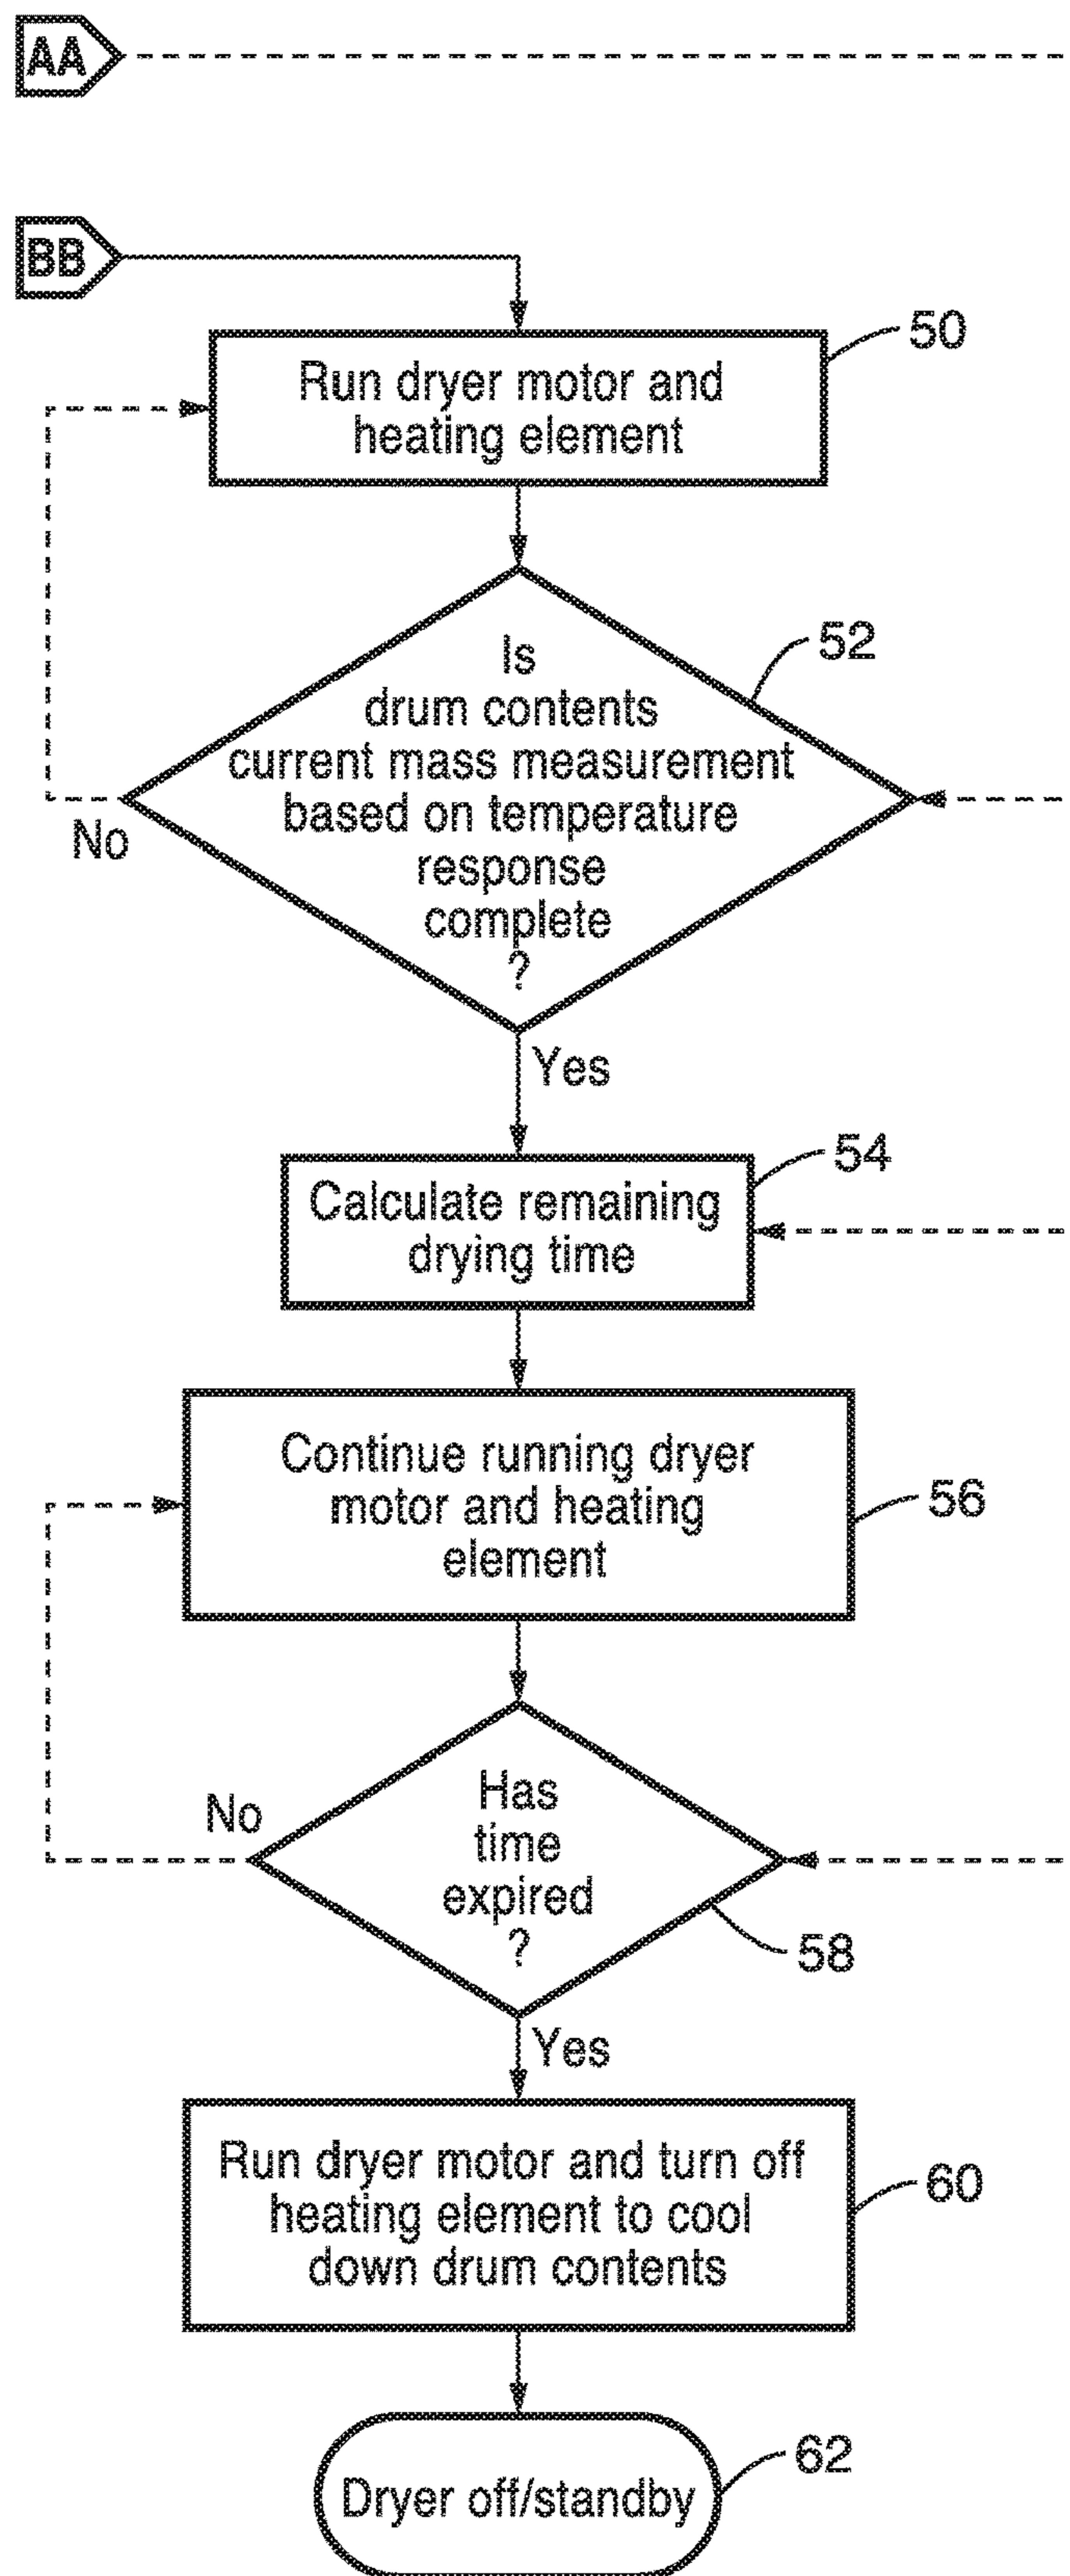 AA
BB
50
Run dryer motor and
heating element
52
Is
drum contents
current mass measurement
based on temperature
response
complete
?
No
Yes
54
Calculate remaining
drying time
Continue running dryer
motor and heating
element
56
No
Has
time
expired
?
58
Yes
Run dryer motor and turn off
heating element to cool
down drum contents
60
62
Dryer off/standby